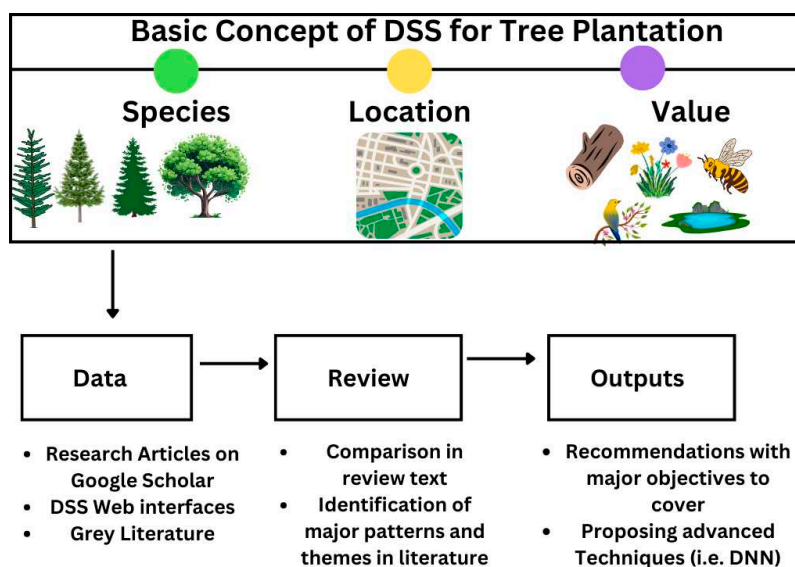 Basic Concept of DSS for Tree Plantation
Species
Location
Value
Data
Review
Outputs
• Research Articles on
Google Scholar
• DSS Web interfaces
• Grey Literature
• Comparison in
review text
• Identification of
major patterns and
themes in literature
• Recommendations with
major objectives to
cover
• Proposing advanced
Techniques (i.e. DNN)